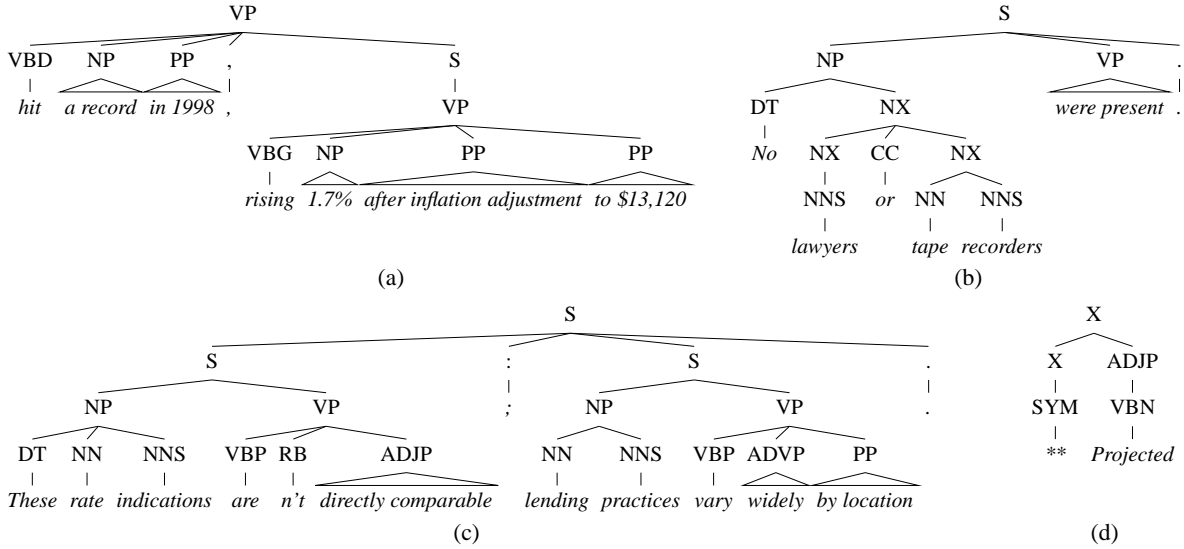 VP
VBD NP PP , S
hit a record in 1998 , VP
VBG NP PP PP
rising 1.7% after inflation adjustment to $13,120
(a)
S
NP VP .
DT NX were present .
No NX CC NX
NNS or NN NNS
lawyers tape recorders
(b)
S
S : S .
NP VP ; NP VP .
DT NN NNS VBP RB ADJP NN NNS VBP ADVP PP
These rate indications are n't directly comparable lending practices vary widely by location
(c)
X
X ADJP
SYM VBN
** Projected
(d)